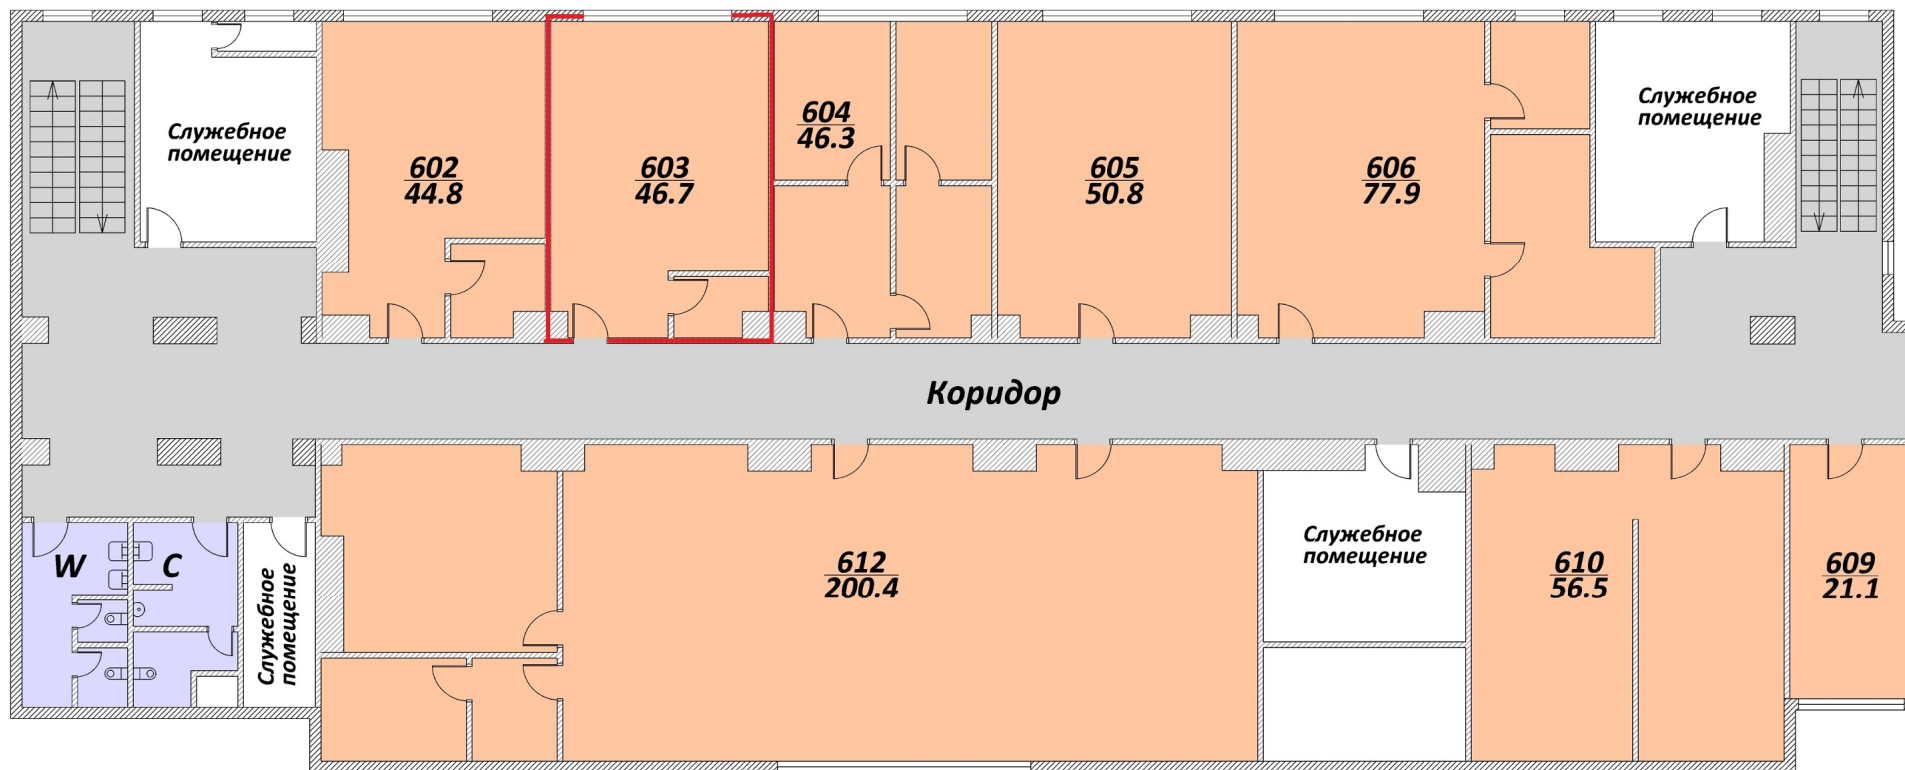 Служебное
помещение
602
44.8
603
46.7
604
46.3
605
50.8
606
77.9
Служебное
помещение
Коридор
W
С
Служебное
помещение
612
200.4
Служебное
помещение
610
56.5
609
21.1